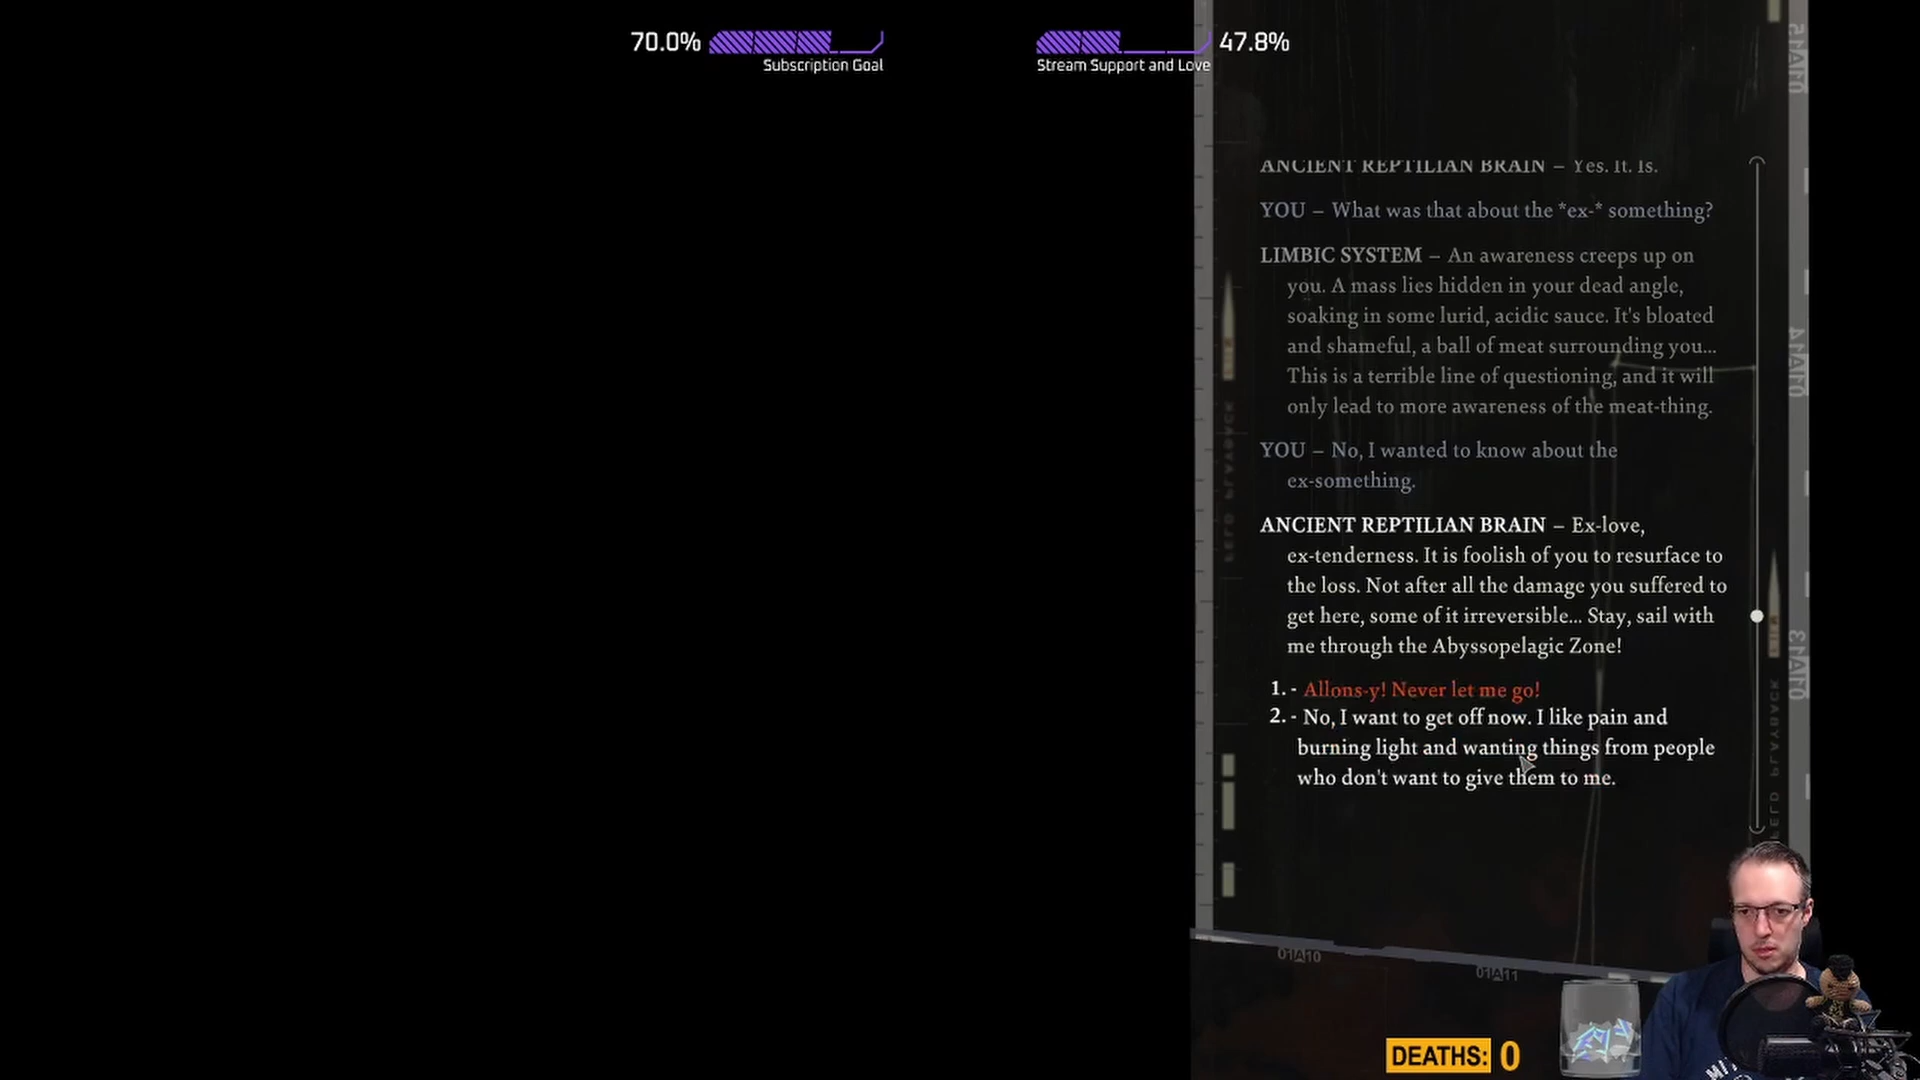 70.0%
Subscription Goal
47.8%
Stream Support and Love
ANCIENT REPTILIAN BRAIN – Yes. It. Is.
YOU – What was that about the *ex-* something?
LIMBIC SYSTEM – An awareness creeps up on
you. A mass lies hidden in your dead angle,
soaking in some lurid, acidic sauce. It's bloated
and shameful, a ball of meat surrounding you...
This is a terrible line of questioning, and it will
only lead to more awareness of the meat-thing.
YOU – No, I wanted to know about the
ex-something.
ANCIENT REPTILIAN BRAIN – Ex-love,
ex-tenderness. It is foolish of you to resurface to
the loss. Not after all the damage you suffered to
get here, some of it irreversible... Stay, sail with
me through the Abyssopelagic Zone!
1. - Allons-y! Never let me go!
2. - No, I want to get off now. I like pain and
burning light and wanting things from people
who don't want to give them to me.
01A10
01A11
DEATHS: 0